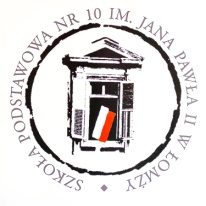 SZKOŁA PODSTAWOWA NR 10 IM. JANA PAWŁA II W ŁOMŻY